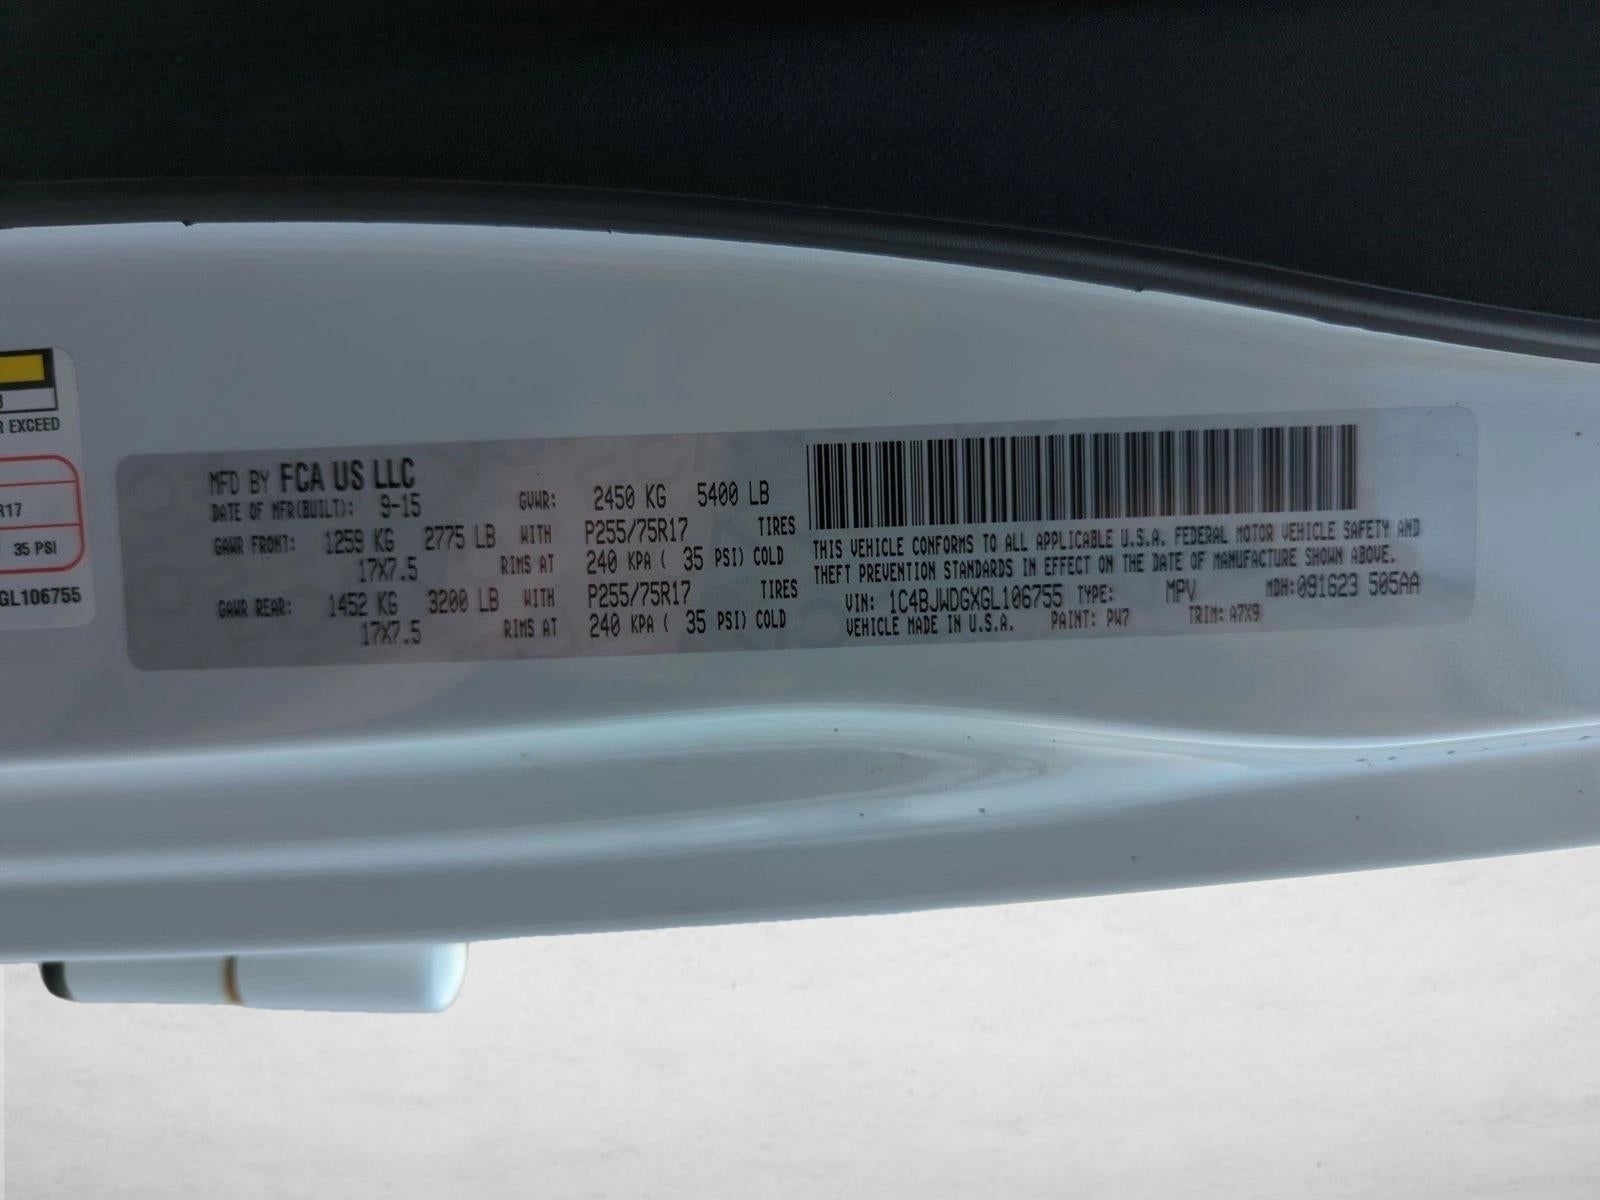 R EXCEED
R17
35 PSI
GL106755
MFD BY FCA US LLC
DATE OF MFR(BUILT): 9-15 GVWR: 2450 KG 5400 LB
GAWR FRONT: 1259 KG 2775 LB WITH P255/75R17 TIRES
17X7.5 RIMS AT 240 KPA ( 35 PSI) COLD
GAWR REAR: 1452 KG 3200 LB WITH P255/75R17 TIRES
17X7.5 RIMS AT 240 KPA ( 35 PSI) COLD
THIS VEHICLE CONFORMS TO ALL APPLICABLE U.S.A. FEDERAL MOTOR VEHICLE SAFETY AND
THEFT PREVENTION STANDARDS IN EFFECT ON THE DATE OF MANUFACTURE SHOWN ABOVE.
VIN: 1C4BJWDGXGL106755 TYPE: MPV MDH:091623 505AA
VEHICLE MADE IN U.S.A. PAINT: PW7 TRIM: A7X9